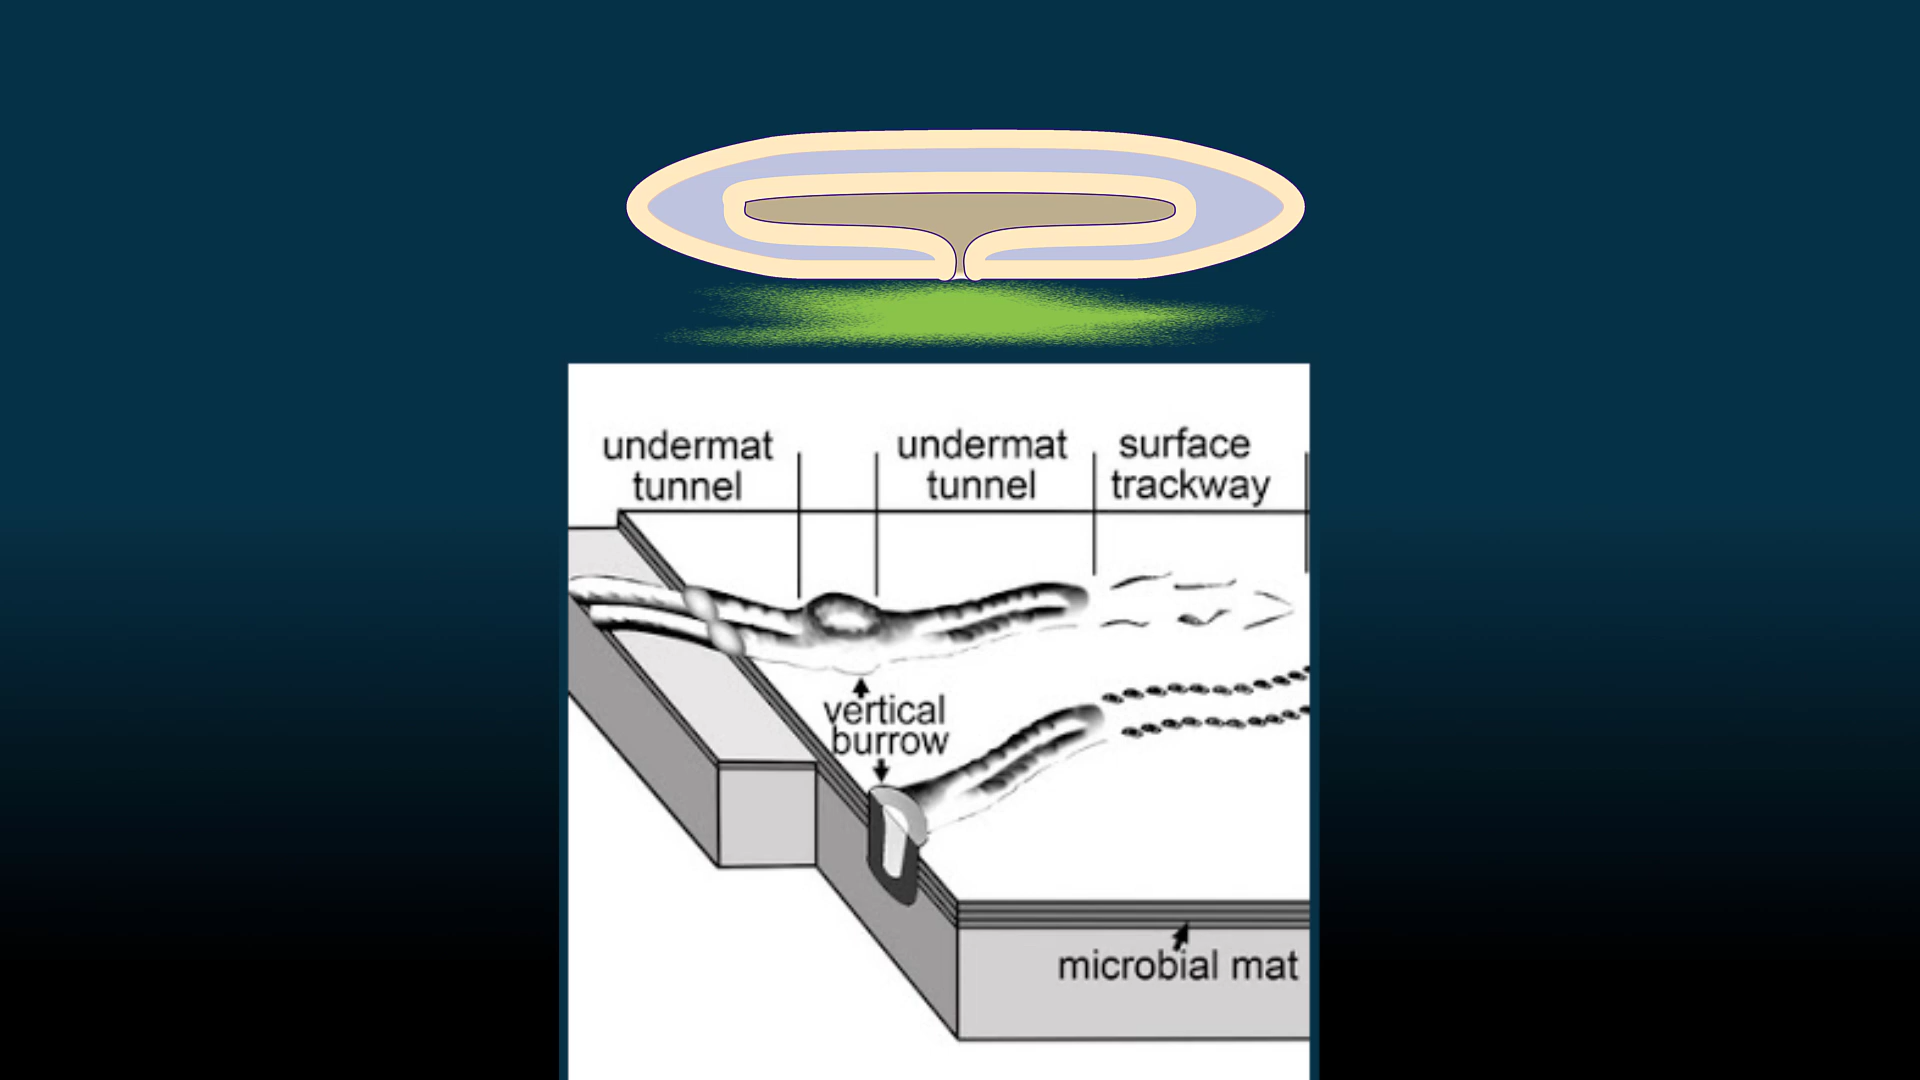 undermat
tunnel
undermat
tunnel
surface
trackway
vertical
burrow
microbial mat